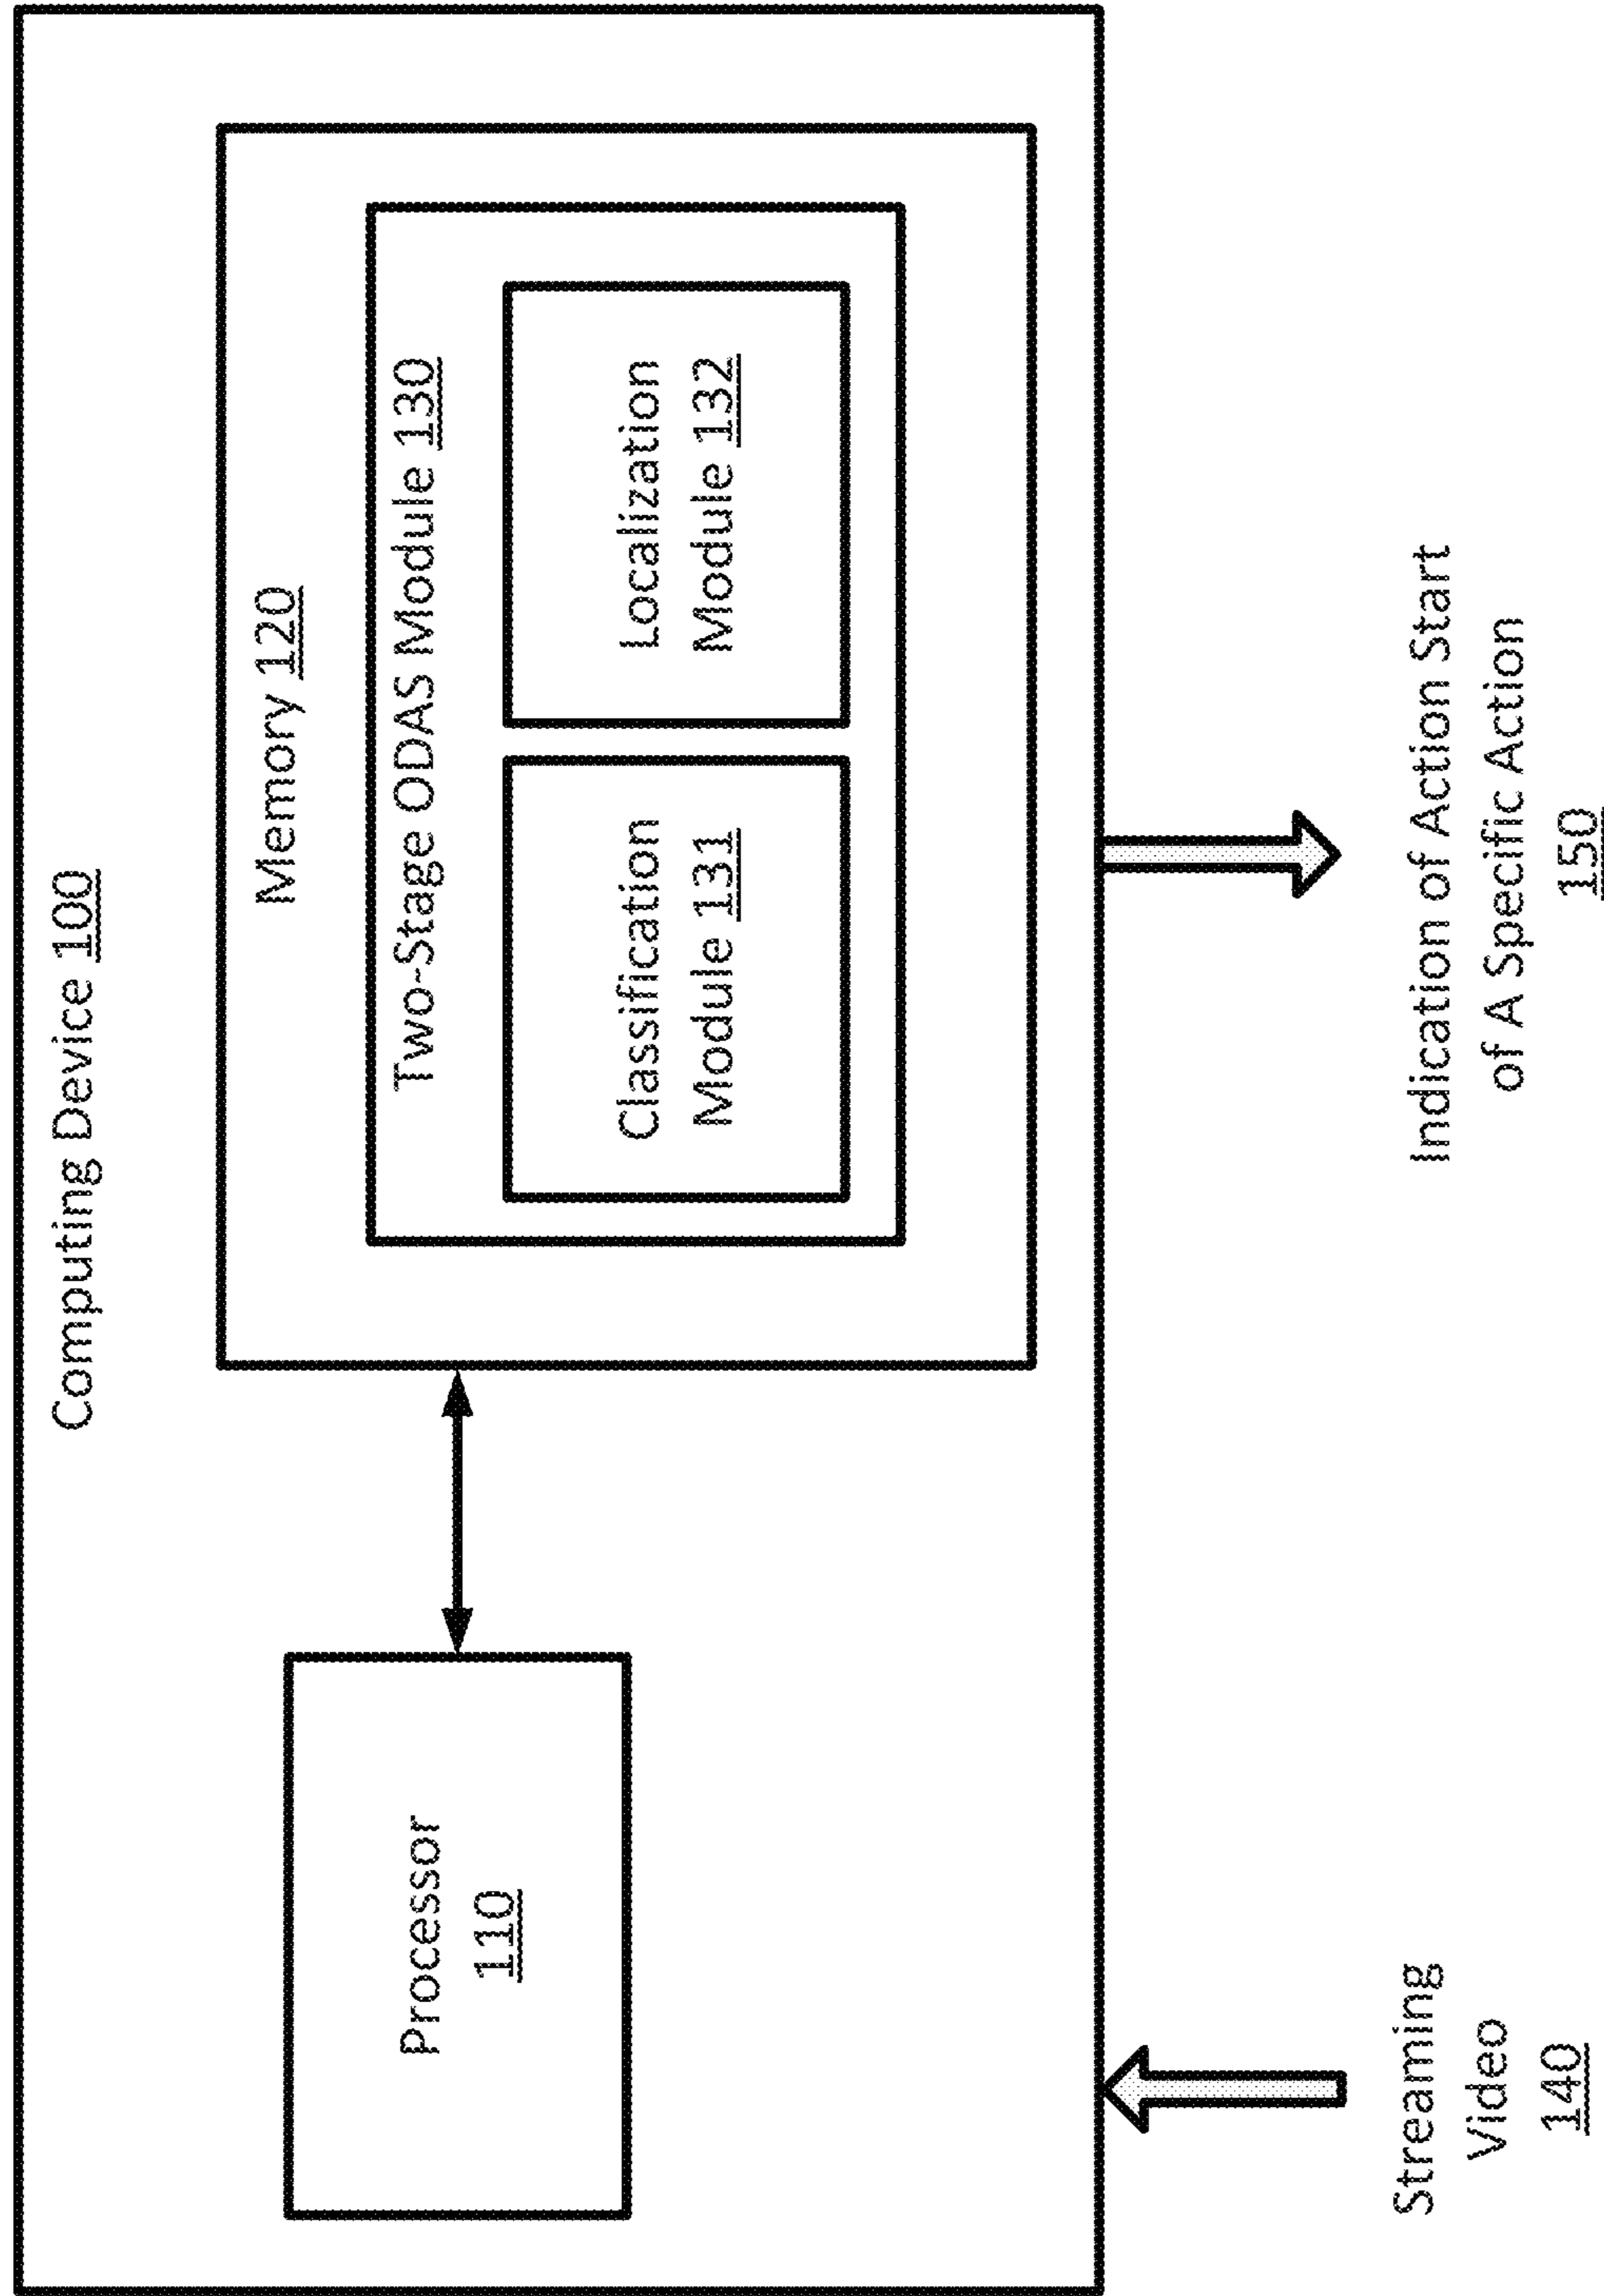 Computing Device 100
Memory 120
Two-Stage ODAS Module 130
Processor
110
Classification
Module 131
Localization
Module 132
Streaming
Video
140
Indication of Action Start
of A Specific Action
150